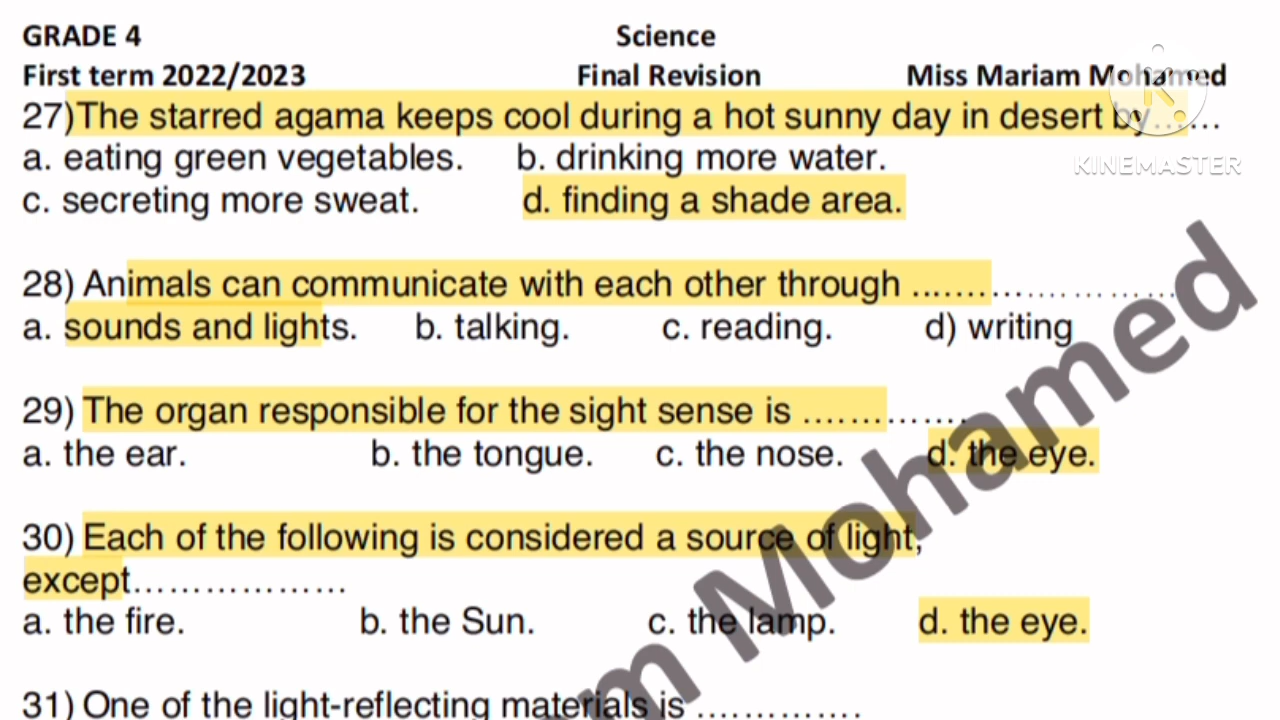 GRADE 4 Science
First term 2022/2023 Final Revision Miss Mariam Mohamed
27)The starred agama keeps cool during a hot sunny day in desert by......
a. eating green vegetables. b. drinking more water.
c. secreting more sweat. d. finding a shade area.
28) Animals can communicate with each other through ........................
a. sounds and lights. b. talking. c. reading. d) writing
29) The organ responsible for the sight sense is ..............
a. the ear. b. the tongue. c. the nose. d. the eye.
30) Each of the following is considered a source of light,
except..................
a. the fire. b. the Sun. c. the lamp. d. the eye.
31) One of the light-reflecting materials is ..............
KINEMASTER
Mohamed